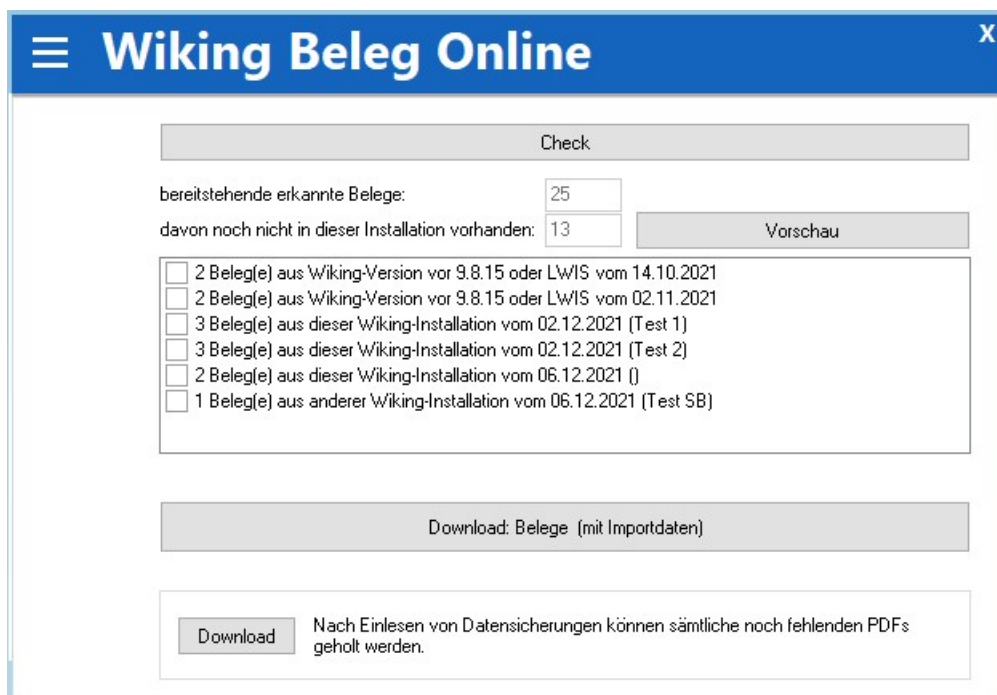 Wiking Beleg Online
X
Check
bereitstehende erkannte Belege: 25
davon noch nicht in dieser Installation vorhanden: 13 Vorschau
2 Beleg(e) aus Wiking-Version vor 9.8.15 oder LWIS vom 14.10.2021
2 Beleg(e) aus Wiking-Version vor 9.8.15 oder LWIS vom 02.11.2021
3 Beleg(e) aus dieser Wiking-Installation vom 02.12.2021 (Test 1)
3 Beleg(e) aus dieser Wiking-Installation vom 02.12.2021 (Test 2)
2 Beleg(e) aus dieser Wiking-Installation vom 06.12.2021 ()
1 Beleg(e) aus anderer Wiking-Installation vom 06.12.2021 (Test SB)
Download: Belege (mit Importdaten)
Download
Nach Einlesen von Datensicherungen können sämtliche noch fehlenden PDFs
geholt werden.